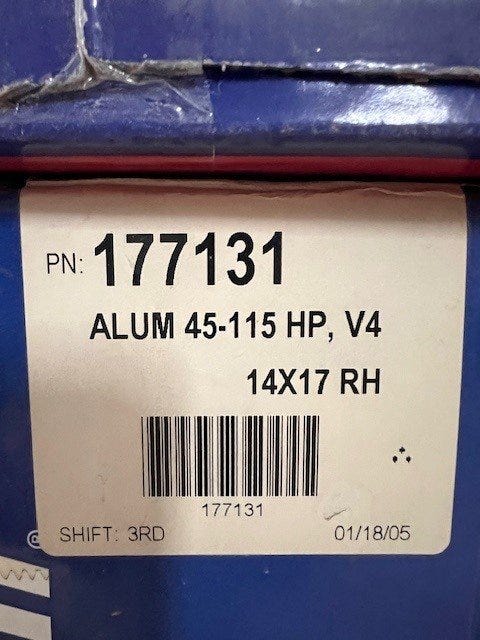 PN: 177131
ALUM 45-115 HP, V4
14X17 RH
177131
SHIFT: 3RD 01/18/05